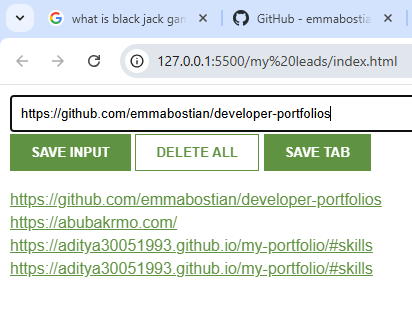 what is black jack gam
GitHub - emmabostia
127.0.0.1:5500/my%20leads/index.html
https://github.com/emmabostian/developer-portfolios
SAVE INPUT DELETE ALL SAVE TAB
https://github.com/emmabostian/developer-portfolios
https://abubakrmo.com/
https://aditya30051993.github.io/my-portfolio/#skills
https://aditya30051993.github.io/my-portfolio/#skills